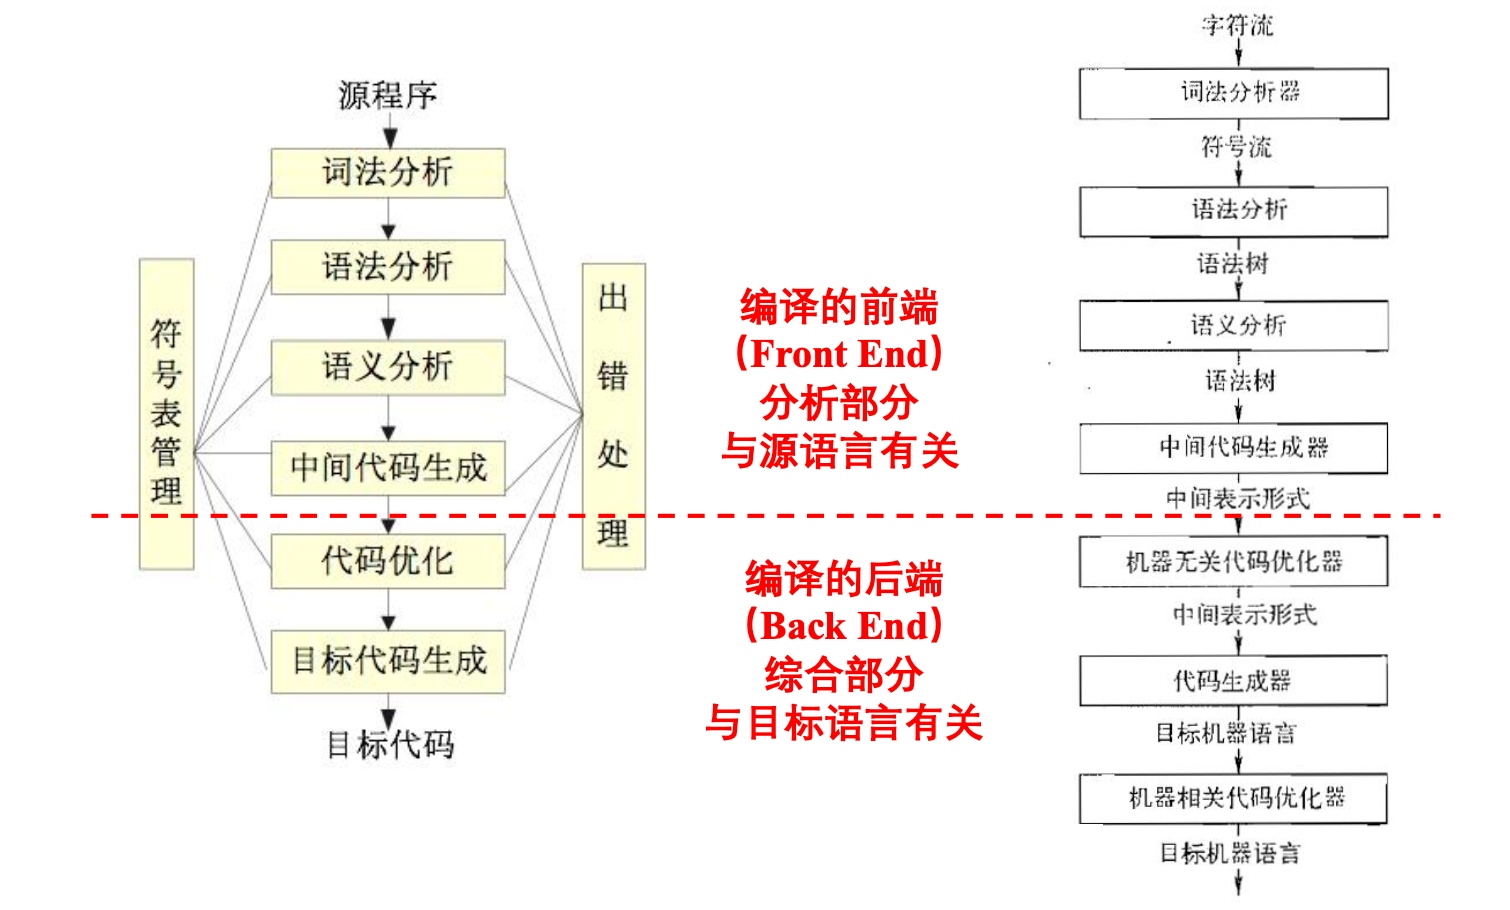 源程序
词法分析
语法分析
语义分析
中间代码生成
代码优化
目标代码生成
目标代码
符号表管理
出错处理
编译的前端
（Front End）
分析部分
与源语言有关
编译的后端
（Back End）
综合部分
与目标语言有关
字符流
词法分析器
符号流
语法分析
语法树
语义分析
语法树
中间代码生成器
中间表示形式
机器无关代码优化器
中间表示形式
代码生成器
目标机器语言
机器相关代码优化器
目标机器语言